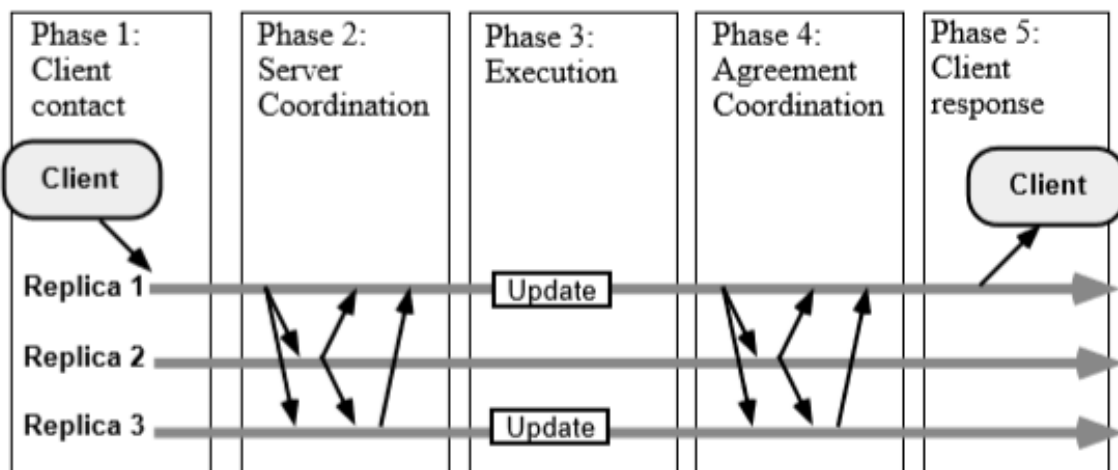 Phase 1:
Client
contact
Phase 2:
Server
Coordination
Phase 3:
Execution
Phase 4:
Agreement
Coordination
Phase 5:
Client
response
Client
Client
Replica 1
Update
Replica 2
Replica 3
Update